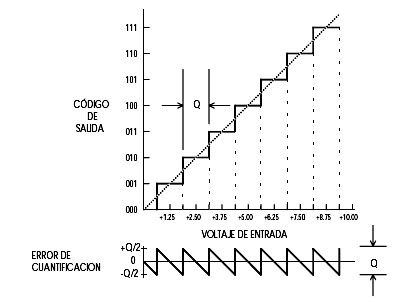 111
110
101
100
011
010
001
000
CÓDIGO
DE
SALIDA
Q
+1.25
+2.50
+3.75
+5.00
+6.25
+7.50
+8.75
+10.00
VOLTAJE DE ENTRADA
ERROR DE
CUANTIFICACION
+Q/2
0
-Q/2
Q